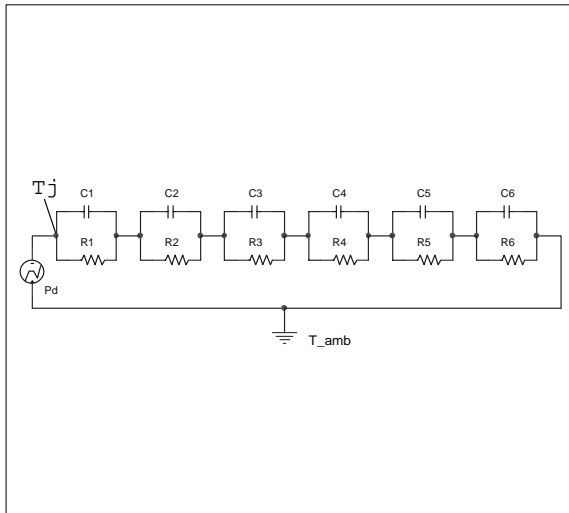 Tj
C1 C2 C3 C4 C5 C6
R1 R2 R3 R4 R5 R6
Pd
T_amb